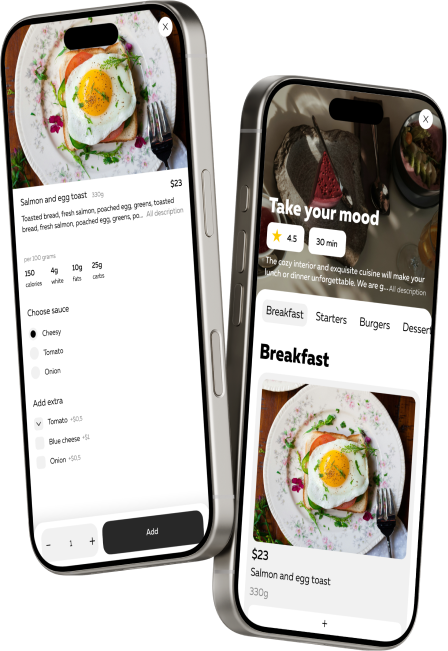 Salmon and egg toast 330g
$23
Toasted bread, fresh salmon, poached egg, greens, toasted
bread, fresh salmon, poached egg, greens, po... All description
per 100 grams
150 4g 10g 25g
calories white fats carbs
Choose sauce
Cheesy
Tomato
Onion
Add extra
Tomato +$0,5
Blue cheese +$1
Onion +$0,5
− 1 +
Add
Take your mood
4.5
30 min
The cozy interior and exquisite cuisine will make your
lunch or dinner unforgettable. We are g... All description
Breakfast Starters Burgers Dessert
Breakfast
$23
Salmon and egg toast
330g
+